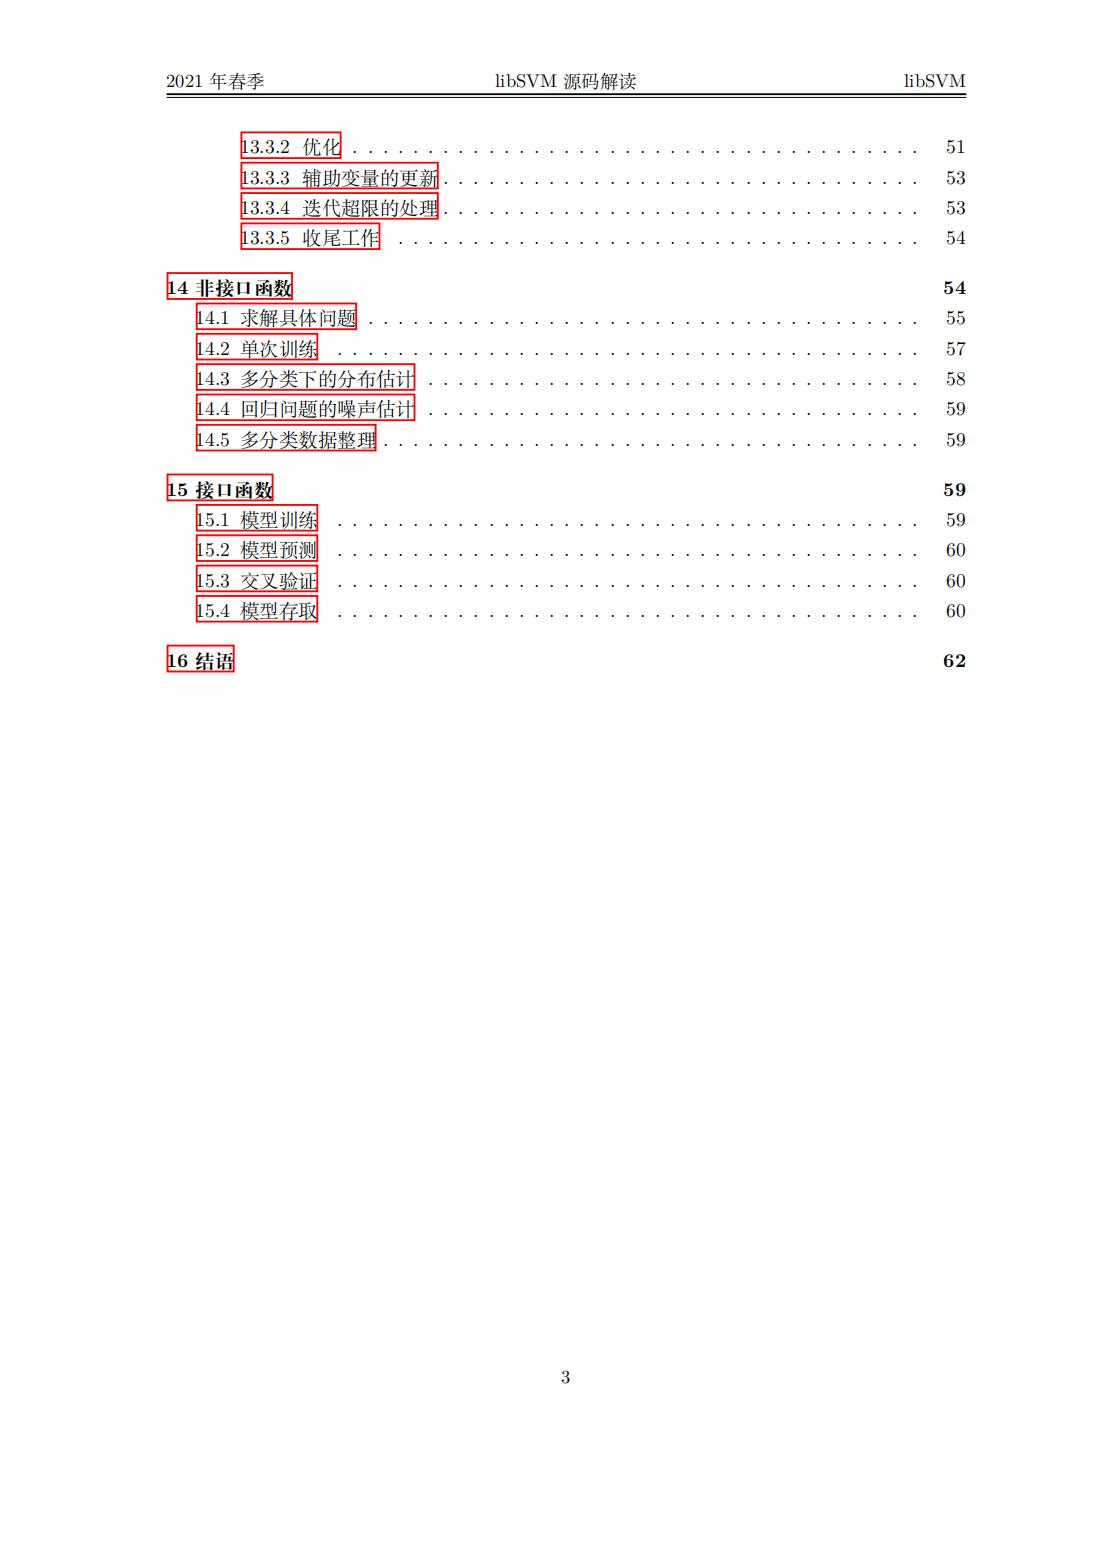 2021 年春季 libSVM 源码解读 libSVM
13.3.2 优化 . . . . . . . . . . . . . . . . . . . . . . . . . . . . . . . . . . . . . . 51
13.3.3 辅助变量的更新 . . . . . . . . . . . . . . . . . . . . . . . . . . . . . . . . 53
13.3.4 迭代超限的处理 . . . . . . . . . . . . . . . . . . . . . . . . . . . . . . . . 53
13.3.5 收尾工作 . . . . . . . . . . . . . . . . . . . . . . . . . . . . . . . . . . . 54
14 非接口函数 54
14.1 求解具体问题 . . . . . . . . . . . . . . . . . . . . . . . . . . . . . . . . . . . . . 55
14.2 单次训练 . . . . . . . . . . . . . . . . . . . . . . . . . . . . . . . . . . . . . . . 57
14.3 多分类下的分布估计 . . . . . . . . . . . . . . . . . . . . . . . . . . . . . . . . . 58
14.4 回归问题的噪声估计 . . . . . . . . . . . . . . . . . . . . . . . . . . . . . . . . . 59
14.5 多分类数据整理 . . . . . . . . . . . . . . . . . . . . . . . . . . . . . . . . . . . . 59
15 接口函数 59
15.1 模型训练 . . . . . . . . . . . . . . . . . . . . . . . . . . . . . . . . . . . . . . . 59
15.2 模型预测 . . . . . . . . . . . . . . . . . . . . . . . . . . . . . . . . . . . . . . . 60
15.3 交叉验证 . . . . . . . . . . . . . . . . . . . . . . . . . . . . . . . . . . . . . . . 60
15.4 模型存取 . . . . . . . . . . . . . . . . . . . . . . . . . . . . . . . . . . . . . . . 60
16 结语 62
3